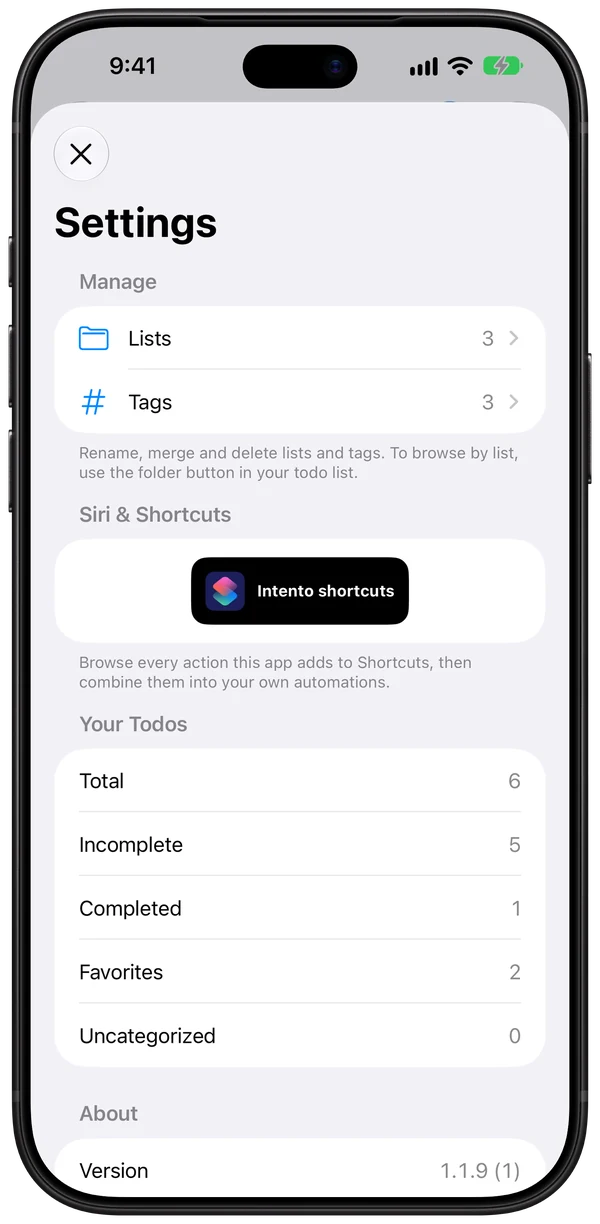 9:41
Settings
Manage
Lists 3
# Tags 3
Rename, merge and delete lists and tags. To browse by list,
use the folder button in your todo list.
Siri & Shortcuts
Intento shortcuts
Browse every action this app adds to Shortcuts, then
combine them into your own automations.
Your Todos
Total 6
Incomplete 5
Completed 1
Favorites 2
Uncategorized 0
About
Version 1.1.9 (1)